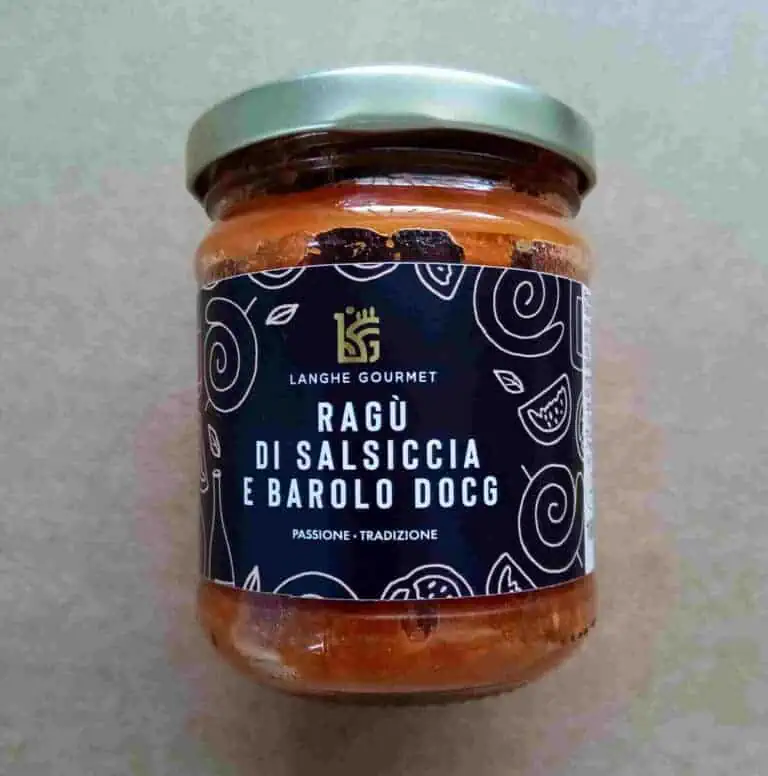 LANGHE GOURMET
RAGÙ
DI SALSICCIA
E BAROLO DOCG
PASSIONE • TRADIZIONE